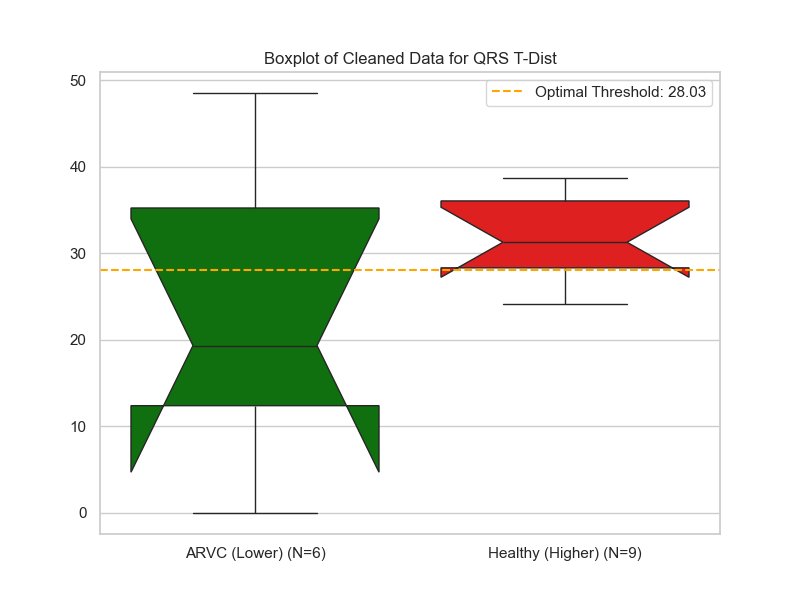 Boxplot of Cleaned Data for QRS T-Dist
Optimal Threshold: 28.03
50
40
30
20
10
0
ARVC (Lower) (N=6)
Healthy (Higher) (N=9)